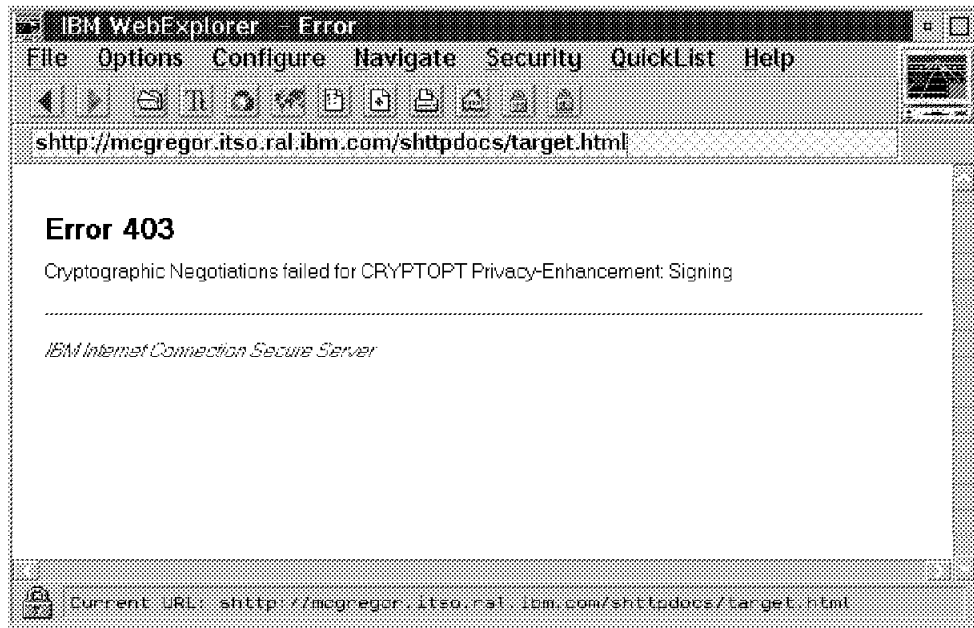 IBM WebExplorer - Error
File Options Configure Navigate Security QuickList Help
shttp://mcgregor.itso.ral.ibm.com/shttpdocs/target.html
Error 403
Cryptographic Negotiations failed for CRYPTOPT Privacy-Enhancement: Signing
IBM Internet Connection Secure Server
Current URL: shttp://mcgregor.itso.ral.ibm.com/shttpdocs/target.html